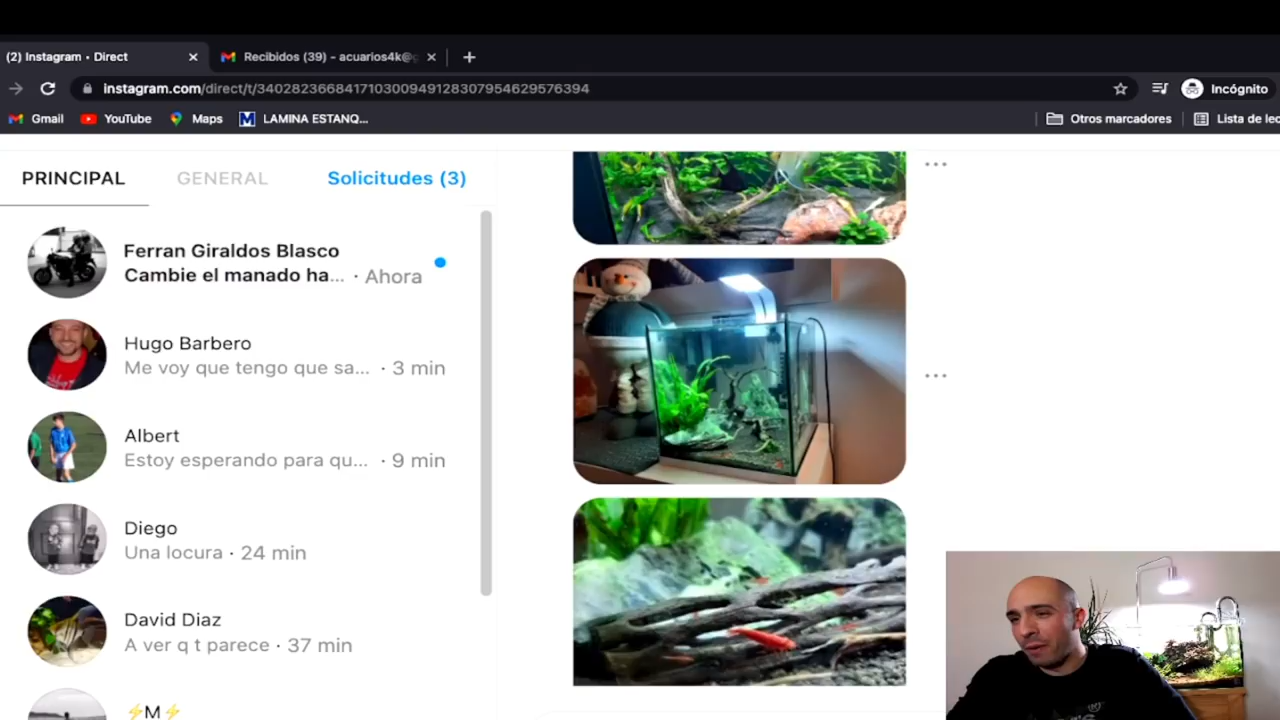 (2) Instagram • Direct
Recibidos (39) - acuarios4k@g
instagram.com/direct/t/340282366841710300949128307954629576394
Incógnito
Gmail
YouTube
Maps
LAMINA ESTANQ...
Otros marcadores
Lista de lec
PRINCIPAL
GENERAL
Solicitudes (3)
Ferran Giraldos Blasco
Cambie el manado ha... · Ahora
Hugo Barbero
Me voy que tengo que sa... · 3 min
Albert
Estoy esperando para qu... · 9 min
Diego
Una locura · 24 min
David Diaz
A ver q t parece · 37 min
⚡M⚡